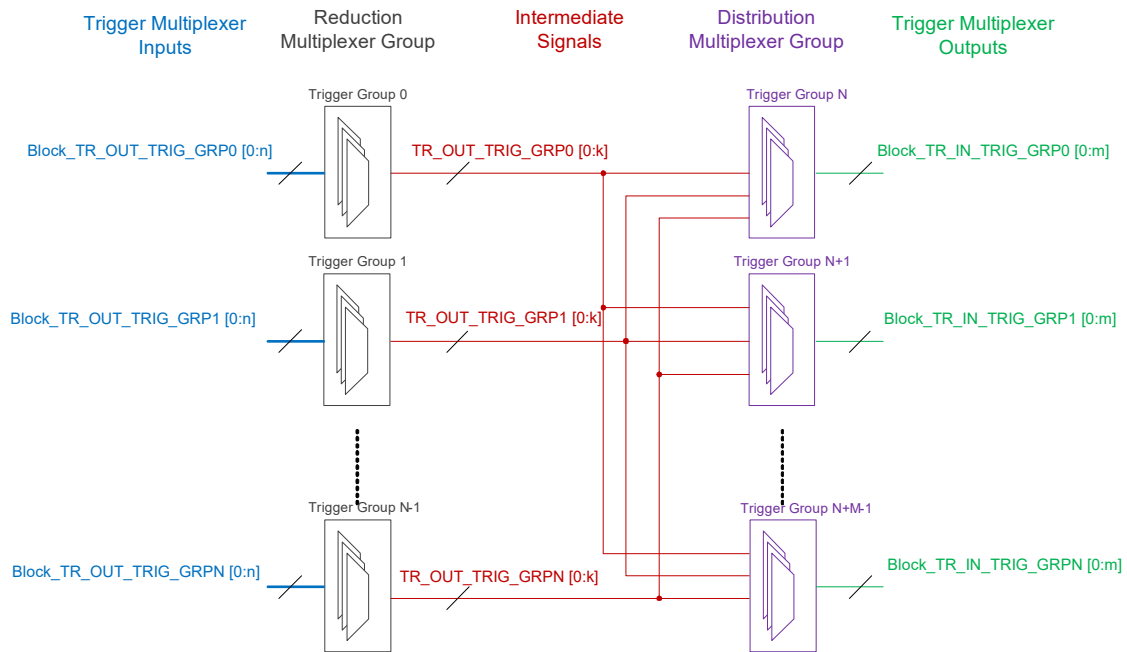 Trigger Multiplexer
Inputs
Reduction
Multiplexer Group
Intermediate
Signals
Distribution
Multiplexer Group
Trigger Multiplexer
Outputs
Trigger Group 0
Trigger Group N
Block_TR_OUT_TRIG_GRP0 [0:n]
TR_OUT_TRIG_GRP0 [0:k]
Block_TR_IN_TRIG_GRP0 [0:m]
Trigger Group 1
Trigger Group N+1
Block_TR_OUT_TRIG_GRP1 [0:n]
TR_OUT_TRIG_GRP1 [0:k]
Block_TR_IN_TRIG_GRP1 [0:m]
Trigger Group N-1
Trigger Group N+M-1
Block_TR_OUT_TRIG_GRPN [0:n]
TR_OUT_TRIG_GRPN [0:k]
Block_TR_IN_TRIG_GRPN [0:m]